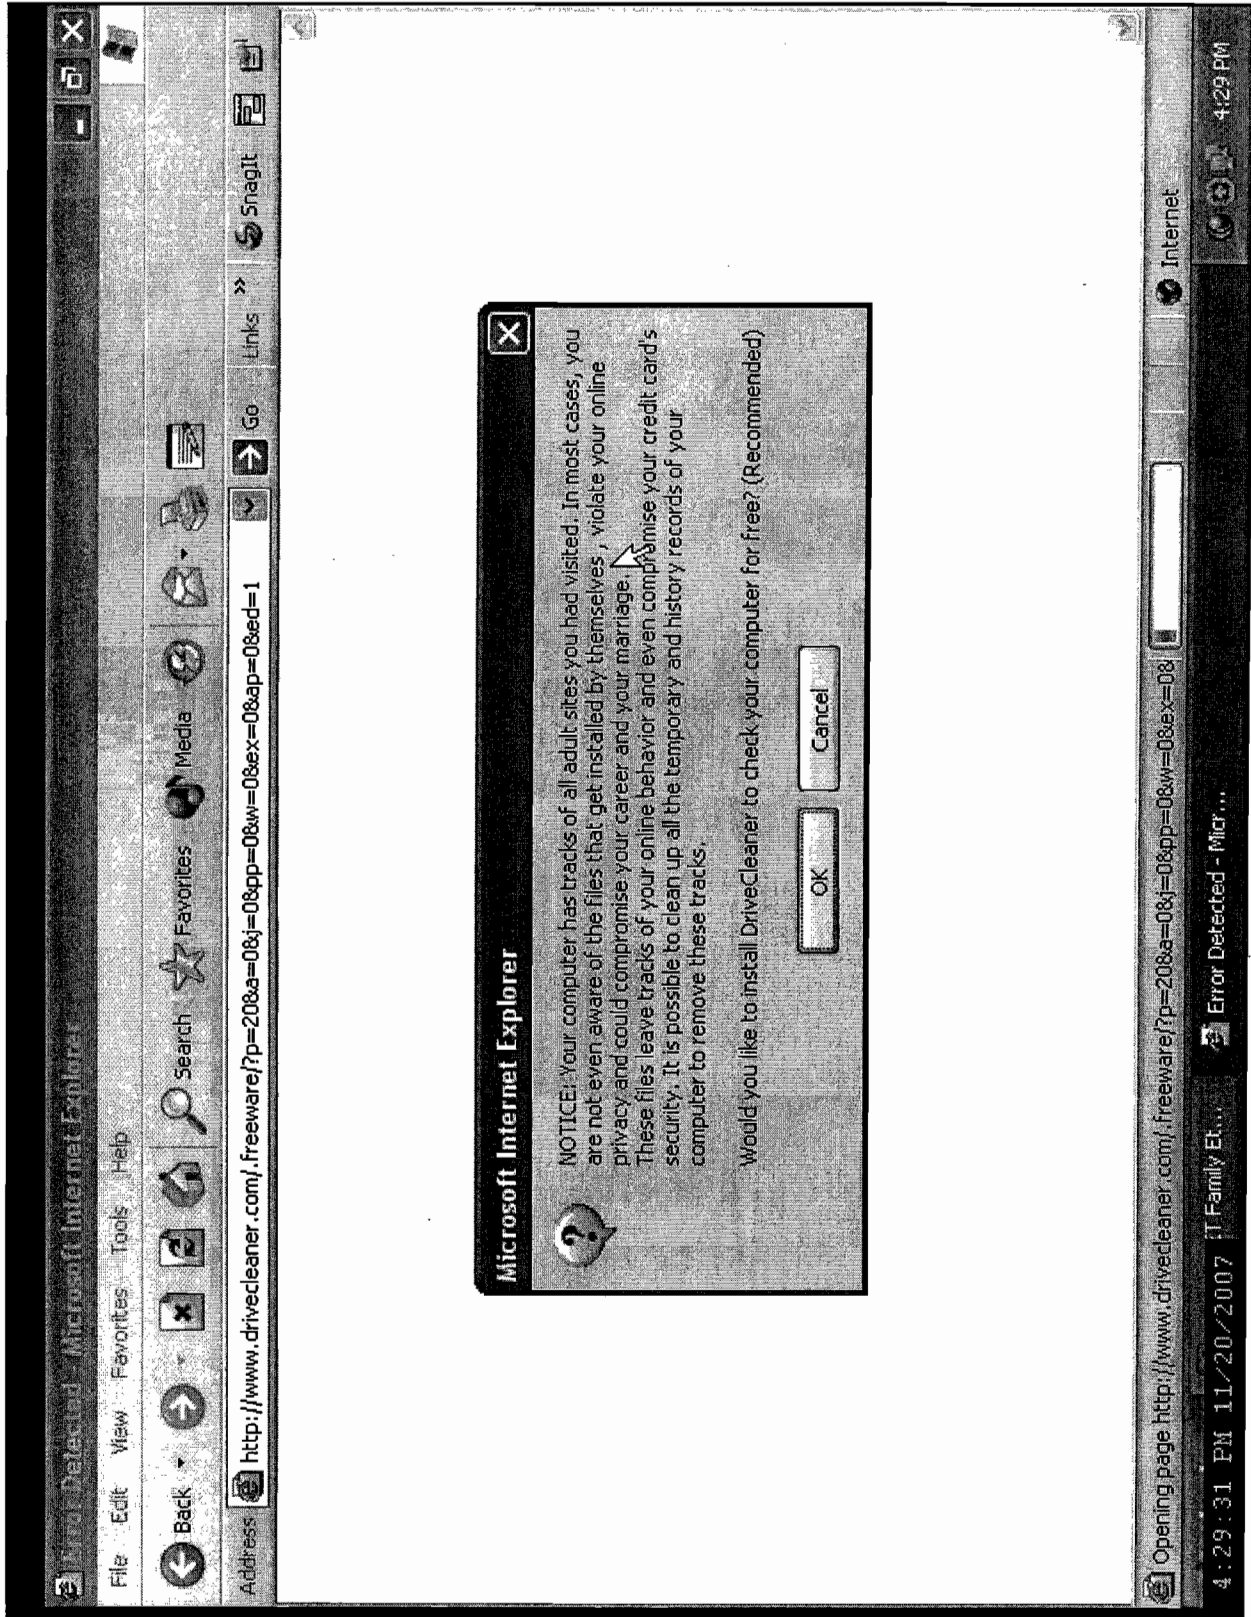 Error Detected - Microsoft Internet Explorer
File Edit View Favorites Tools Help
Back Search Favorites Media
Address http://www.drivecleaner.com/.freeware/?p=20&a=0&j=0&pp=0&w=0&ex=0&ap=0&ed=1 Go Links » SnagIt
Microsoft Internet Explorer
NOTICE: Your computer has tracks of all adult sites you had visited. In most cases, you
are not even aware of the files that get installed by themselves , violate your online
privacy and could compromise your career and your marriage.
These files leave tracks of your online behavior and even compromise your credit card's
security. It is possible to clean up all the temporary and history records of your
computer to remove these tracks.
Would you like to install DriveCleaner to check your computer for free? (Recommended)
OK Cancel
Opening page http://www.drivecleaner.com/.freeware/?p=20&a=0&j=0&pp=0&w=0&ex=0& Internet
4:29:31 PM 11/20/2007 IT Family Et... Error Detected - Micr... 4:29 PM